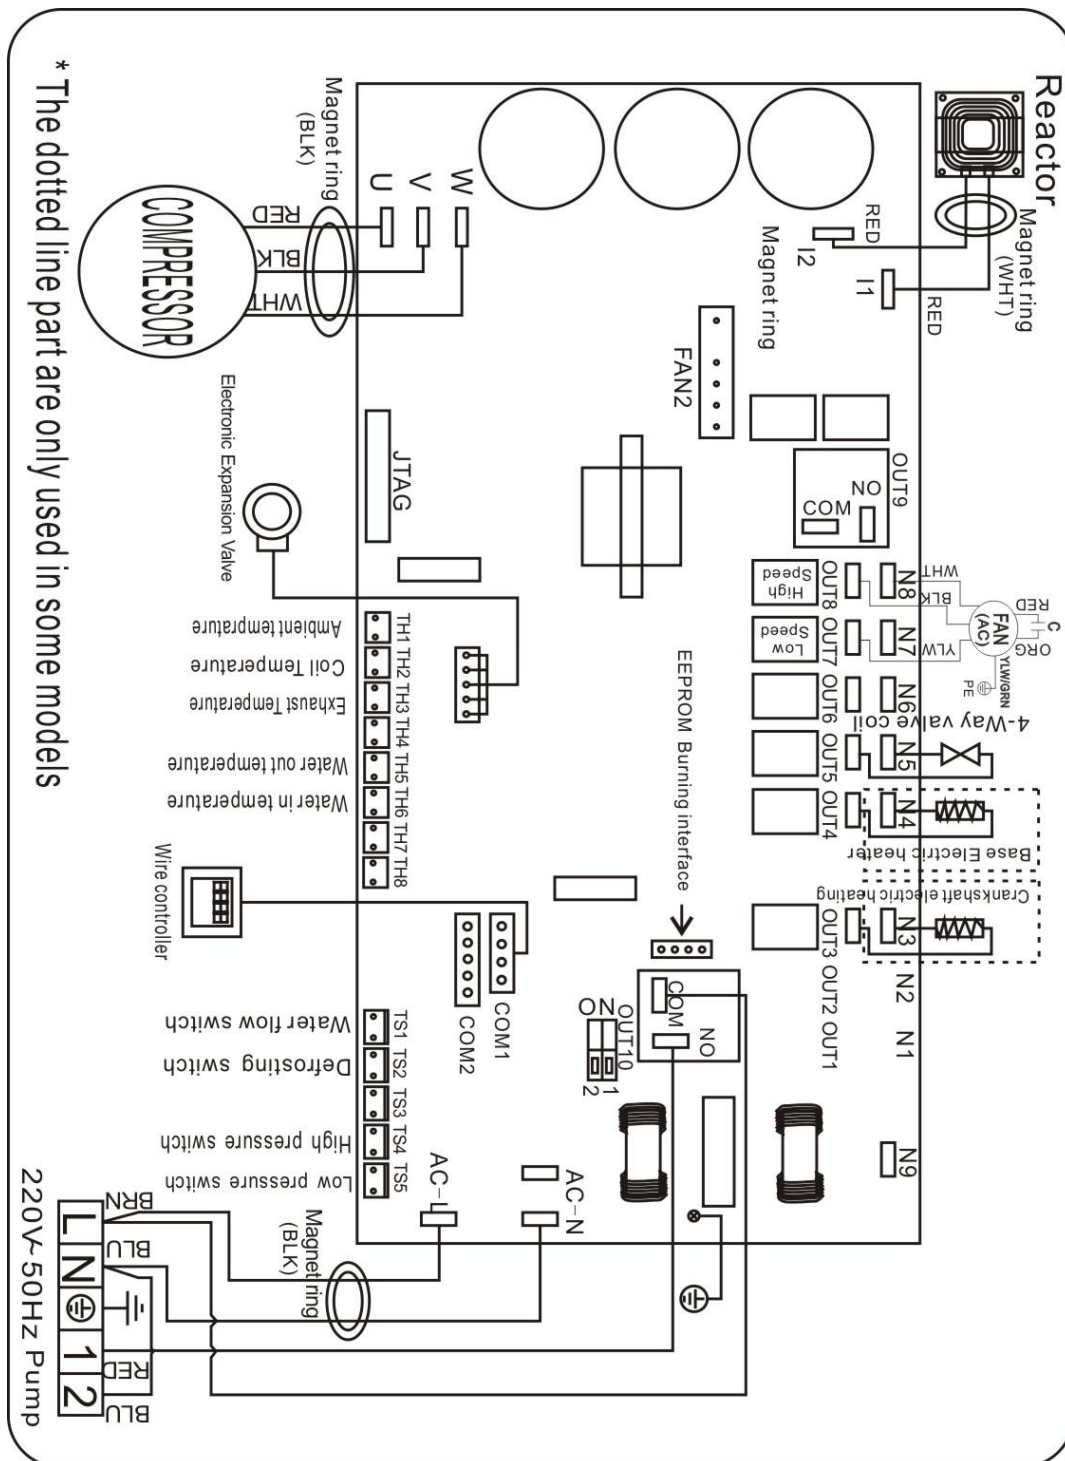 Reactor
Magnet ring
(WHT)
RED
RED
I2
I1
Magnet ring
FAN2
OUT9
NO
COM
W
V
U
Magnet ring
(BLK)
RED
BLK
WHT
COMPRESSOR
Electronic Expansion Valve
JTAG
High
Speed
Low
Speed
OUT8
OUT7
OUT6
OUT5
OUT4
OUT3
OUT2
OUT1
N8
N7
N6
N5
N4
N3
N2
N1
N9
WHT
BLK
YLW
FAN
(AC)
RED
C
ORG
YLW/GRN
PE
4-Way valve coil
Base Electric heater
Crankshaft electric heating
EEPROM Burning interface
TH1
TH2
TH3
TH4
TH5
TH6
TH7
TH8
Ambient temprature
Coil Temperature
Exhaust Temperature
Water out temperature
Water in temperature
Wire controller
COM1
COM2
COM
NO
OUT10
ON
1
2
TS1
TS2
TS3
TS4
TS5
Water flow switch
Defrosting switch
High pressure switch
Low pressure switch
AC-L
AC-N
Magnet ring
(BLK)
BRN
BLU
RED
BLU
L
N
1
2
220V~50Hz Pump
* The dotted line part are only used in some models